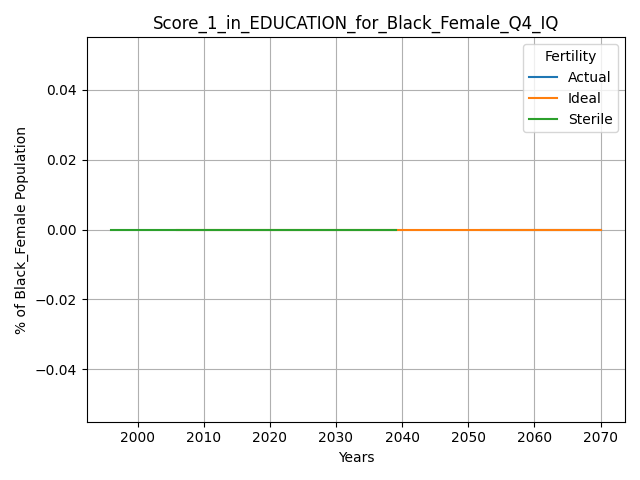 Score_1_in_EDUCATION_for_Black_Female_Q4_IQ
Fertility
Actual
Ideal
Sterile
% of Black_Female Population
0.04
0.02
0.00
−0.02
−0.04
2000 2010 2020 2030 2040 2050 2060 2070
Years